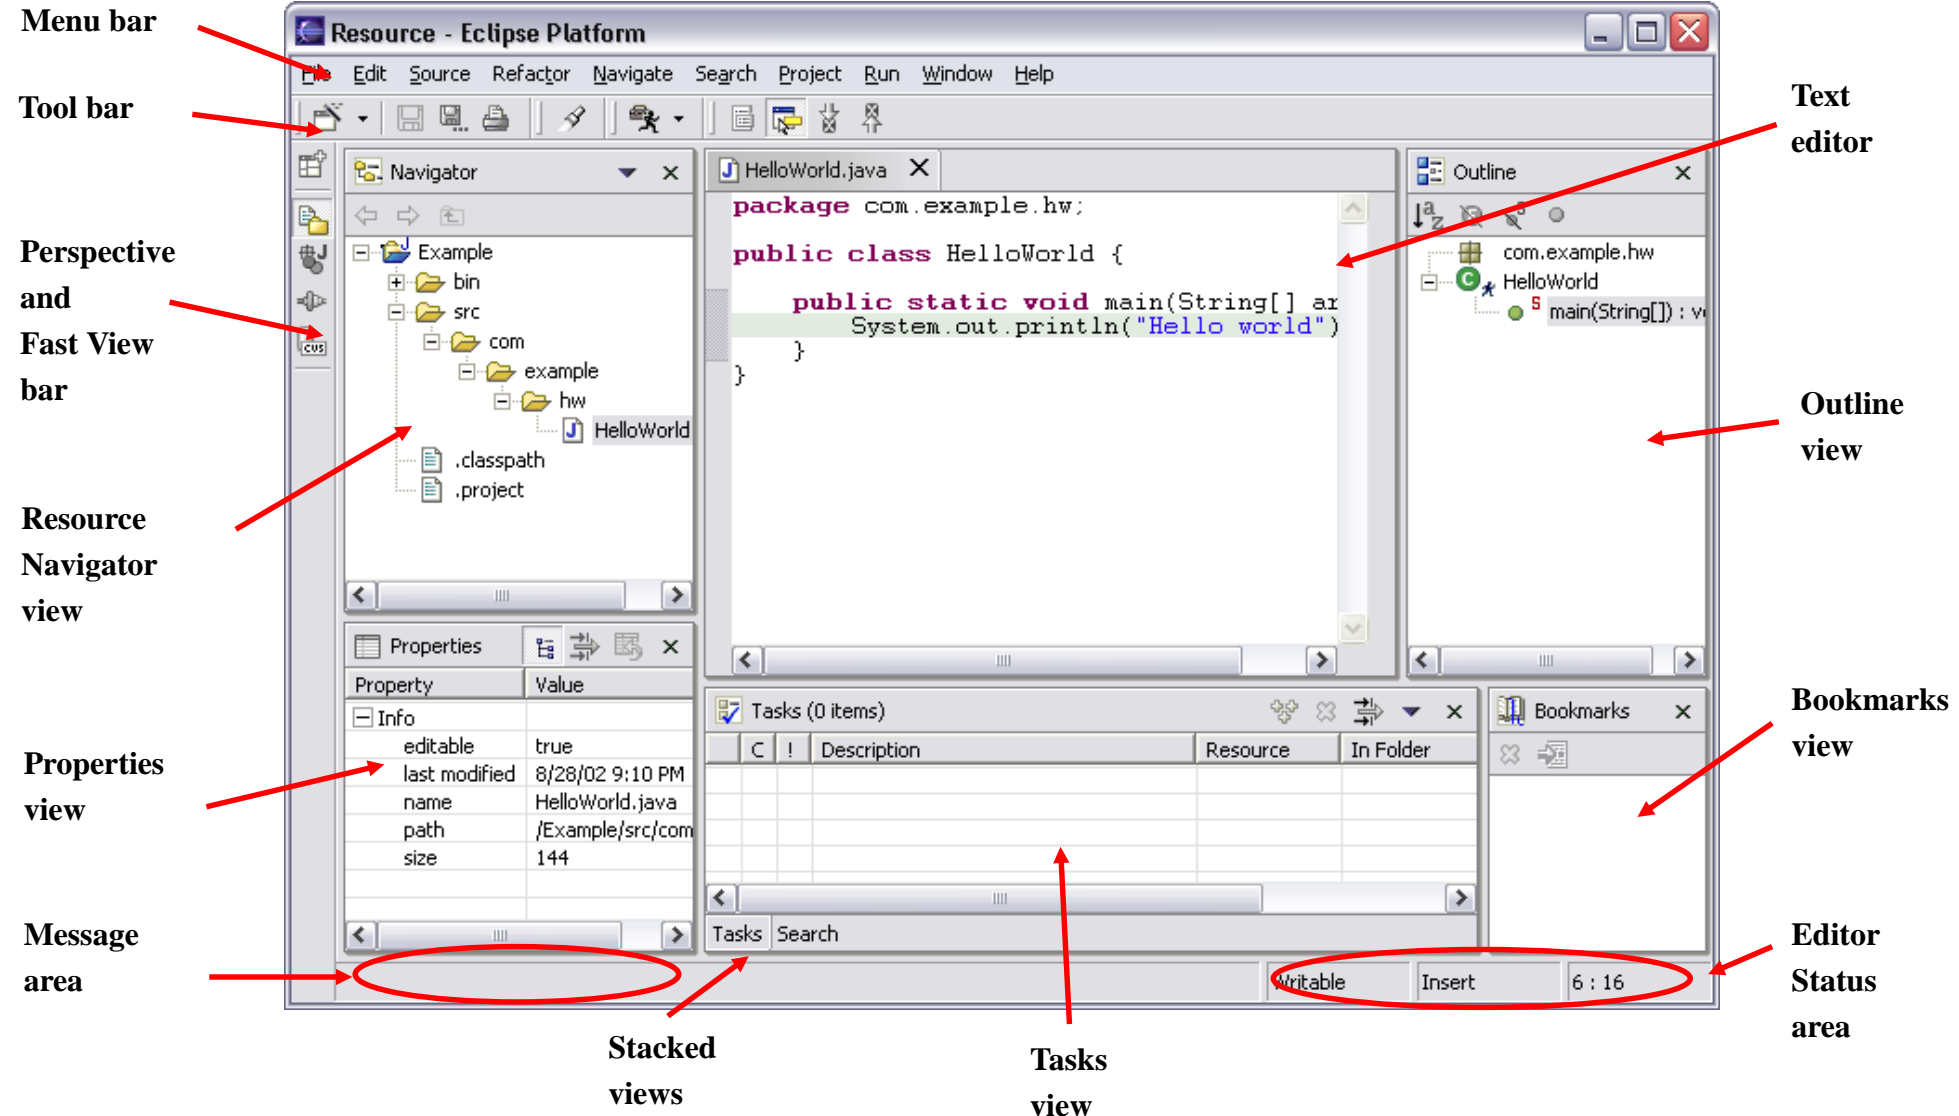 Menu bar
Tool bar
Perspective
and
Fast View
bar
Resource
Navigator
view
Properties
view
Message
area
Resource - Eclipse Platform
File Edit Source Refactor Navigate Search Project Run Window Help
Navigator
Example
bin
src
com
example
hw
HelloWorld
.classpath
.project
CVS
Properties
Property Value
Info
editable true
last modified 8/28/02 9:10 PM
name HelloWorld.java
path /Example/src/com
size 144
HelloWorld.java
package com.example.hw;
public class HelloWorld {
public static void main(String[] ar
System.out.println("Hello world")
}
}
Outline
com.example.hw
HelloWorld
main(String[]) : v
Tasks (0 items)
C ! Description Resource In Folder
Tasks Search
Bookmarks
Writable Insert 6 : 16
Text
editor
Outline
view
Bookmarks
view
Editor
Status
area
Stacked
views
Tasks
view